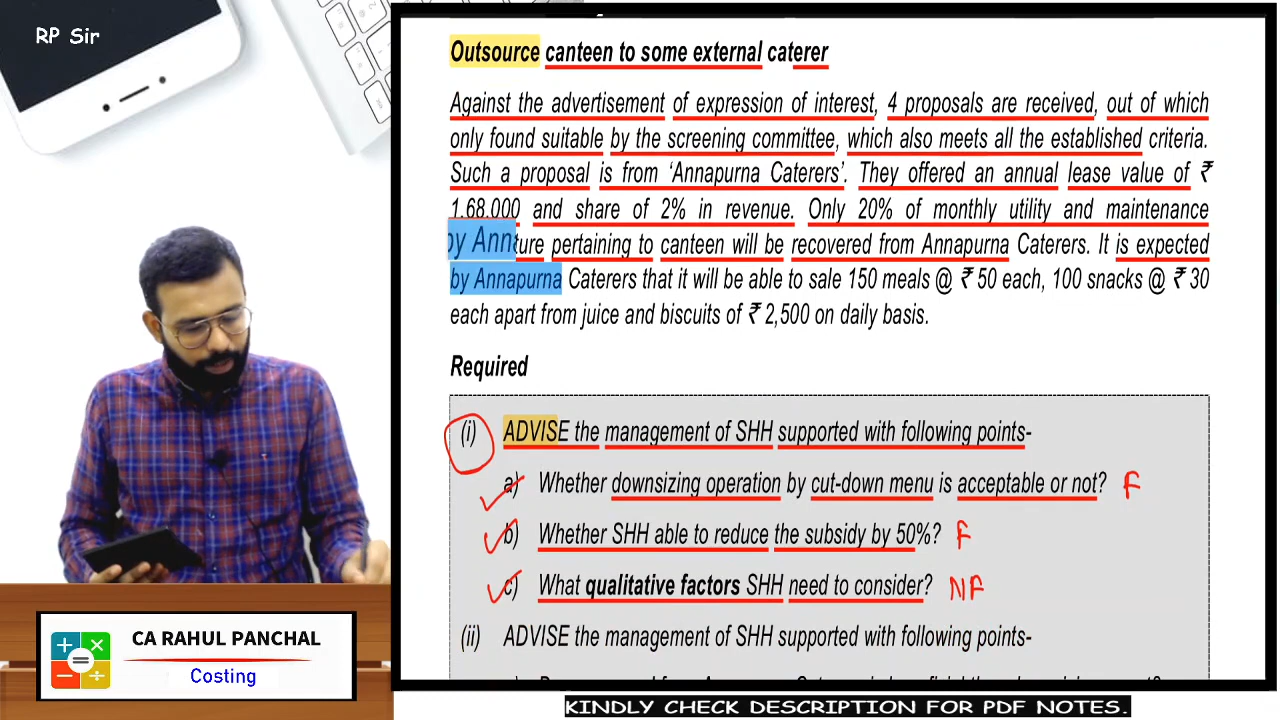 RP Sir
Outsource canteen to some external caterer
Against the advertisement of expression of interest, 4 proposals are received, out of which
only found suitable by the screening committee, which also meets all the established criteria.
Such a proposal is from ‘Annapurna Caterers’. They offered an annual lease value of ₹
1,68,000 and share of 2% in revenue. Only 20% of monthly utility and maintenance
by Ann ture pertaining to canteen will be recovered from Annapurna Caterers. It is expected
by Annapurna Caterers that it will be able to sale 150 meals @ ₹ 50 each, 100 snacks @ ₹ 30
each apart from juice and biscuits of ₹ 2,500 on daily basis.
Required
(i) ADVISE the management of SHH supported with following points-
a) Whether downsizing operation by cut-down menu is acceptable or not? F
b) Whether SHH able to reduce the subsidy by 50%? F
c) What qualitative factors SHH need to consider? NF
(ii) ADVISE the management of SHH supported with following points-
CA RAHUL PANCHAL
Costing
KINDLY CHECK DESCRIPTION FOR PDF NOTES.